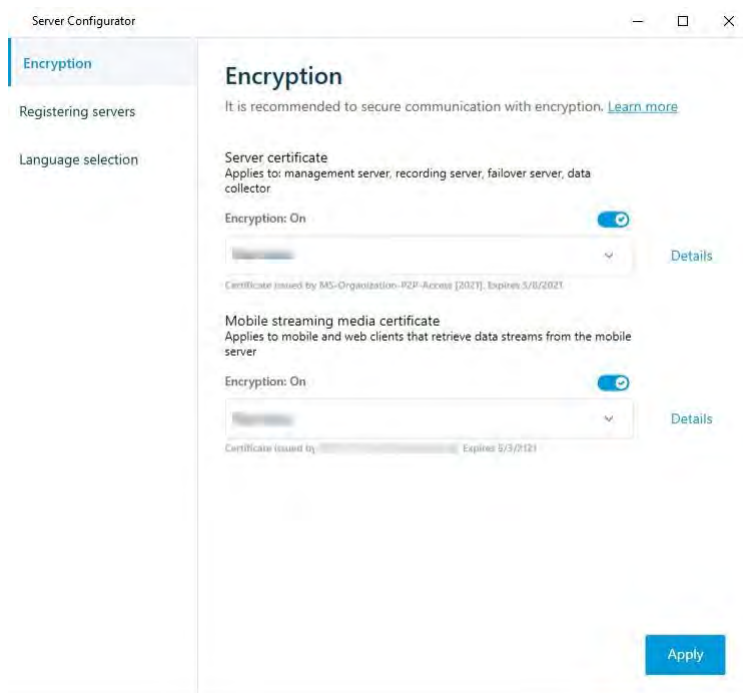 Server Configurator
Encryption
Registering servers
Language selection
Encryption
It is recommended to secure communication with encryption. Learn more
Server certificate
Applies to: management server, recording server, failover server, data
collector
Encryption: On
Details
Certificate issued by MS-Organization-P2P-Access [2021]. Expires 5/8/2021
Mobile streaming media certificate
Applies to mobile and web clients that retrieve data streams from the mobile
server
Encryption: On
Details
Certificate issued by Expires 5/3/2121
Apply